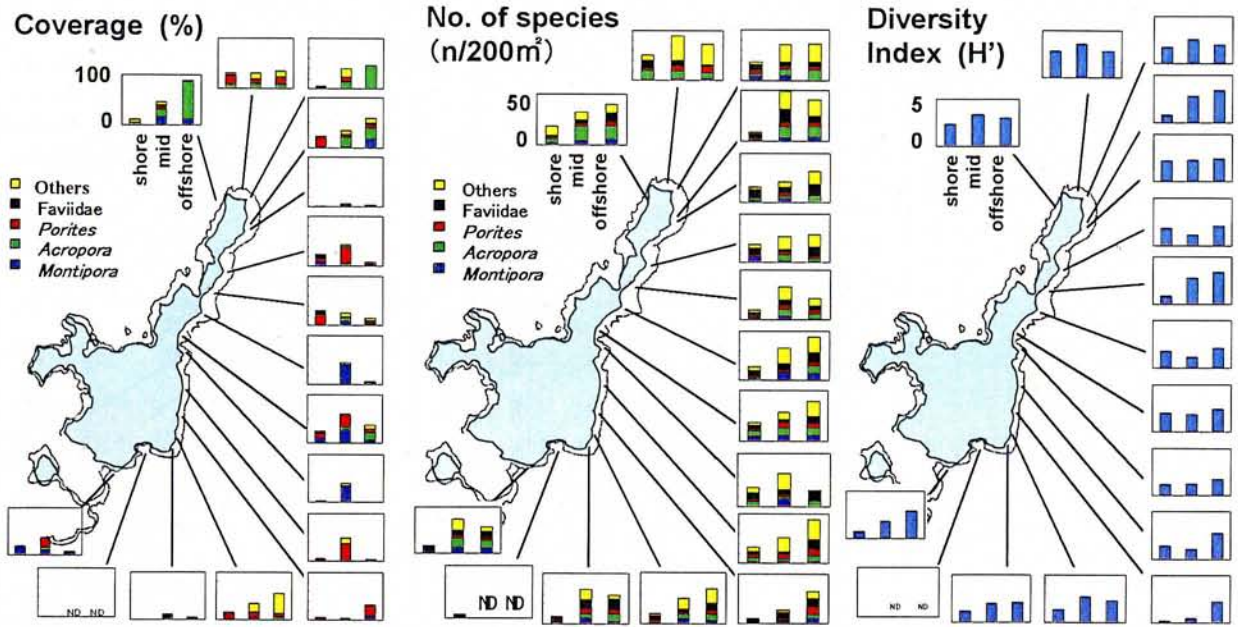 Coverage (%)
100
0
shore
mid
offshore
Others
Faviidae
Porites
Acropora
Montipora
ND ND
No. of species
(n/200㎡)
50
0
shore
mid
offshore
Others
Faviidae
Porites
Acropora
Montipora
ND ND
Diversity
Index (H')
5
0
shore
mid
offshore
ND ND